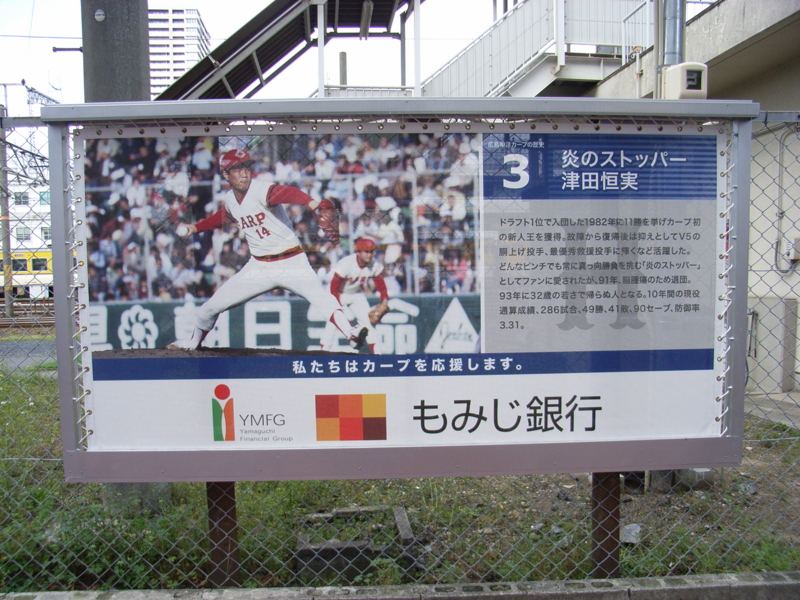 広島東洋カープの歴史
3
炎のストッパー
津田恒実
ドラフト1位で入団した1982年に11勝を挙げカープ初
の新人王を獲得。故障から復帰後は抑えとしてV5の
胴上げ投手、最優秀救援投手に輝くなど活躍した。
どんなピンチでも常に真っ向勝負を挑む「炎のストッパー」
としてファンに愛されたが、91年、脳腫瘍のため退団。
93年に32歳の若さで帰らぬ人となる。10年間の現役
通算成績、286試合、49勝、41敗、90セーブ、防御率
3.31。
CARP
14
朝日生命
私たちはカープを応援します。
YMFG
Yamaguchi
Financial Group
もみじ銀行